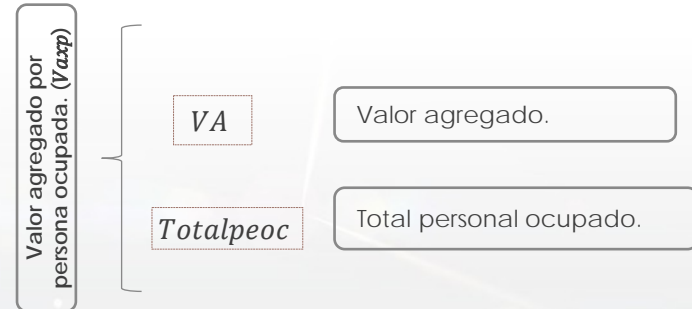 Valor agregado por
persona ocupada. (Vaxp)
VA
Valor agregado.
Totalpeoc
Total personal ocupado.